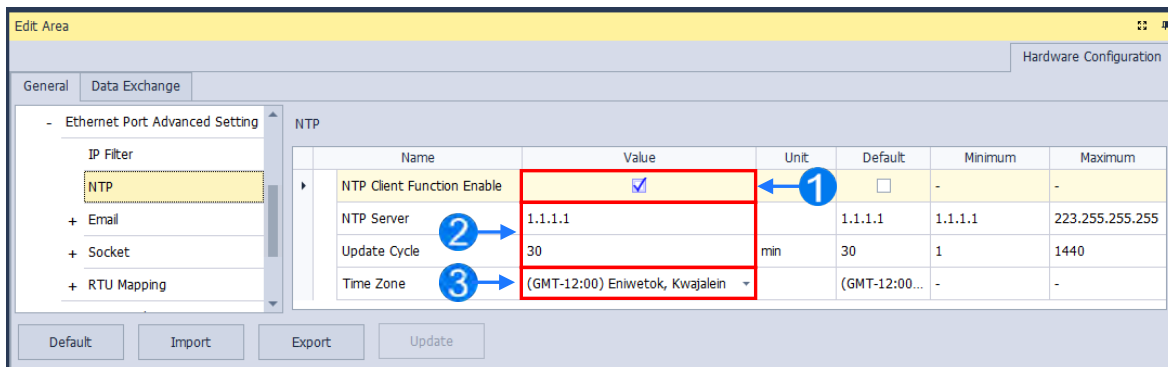 Edit Area
Hardware Configuration
General Data Exchange
- Ethernet Port Advanced Setting
IP Filter
NTP
+ Email
+ Socket
+ RTU Mapping
NTP
Name Value Unit Default Minimum Maximum
NTP Client Function Enable - -
1
NTP Server 1.1.1.1 1.1.1.1 1.1.1.1 223.255.255.255
2
Update Cycle 30 min 30 1 1440
Time Zone 3 (GMT-12:00) Eniwetok, Kwajalein (GMT-12:00... - -
Default Import Export Update